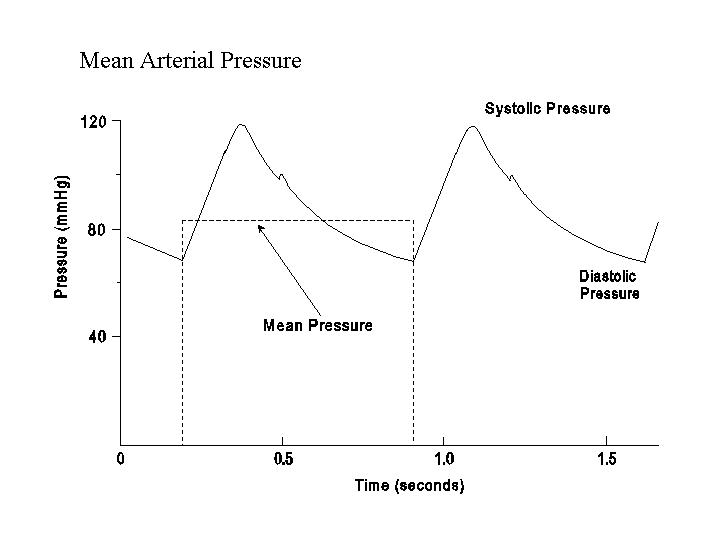 Mean Arterial Pressure
Systolic Pressure
120
80
40
Pressure (mmHg)
Mean Pressure
Diastolic
Pressure
0
0.5
1.0
1.5
Time (seconds)